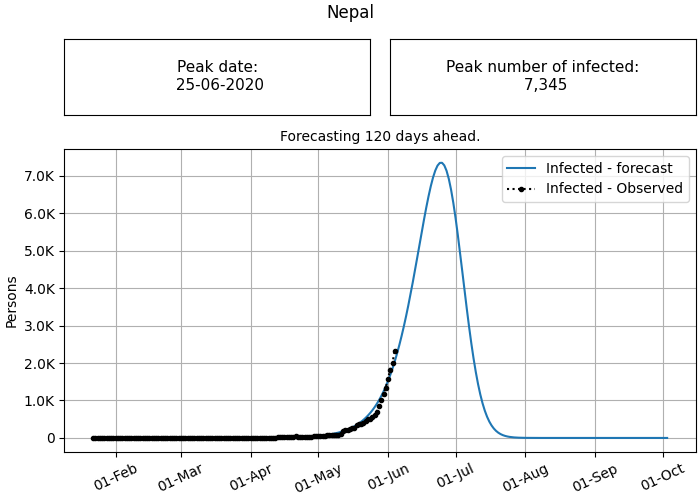 Nepal
Peak date:
25-06-2020
Peak number of infected:
7,345
Forecasting 120 days ahead.
Infected - forecast
Infected - Observed
Persons
7.0K
6.0K
5.0K
4.0K
3.0K
2.0K
1.0K
0
01-Feb
01-Mar
01-Apr
01-May
01-Jun
01-Jul
01-Aug
01-Sep
01-Oct